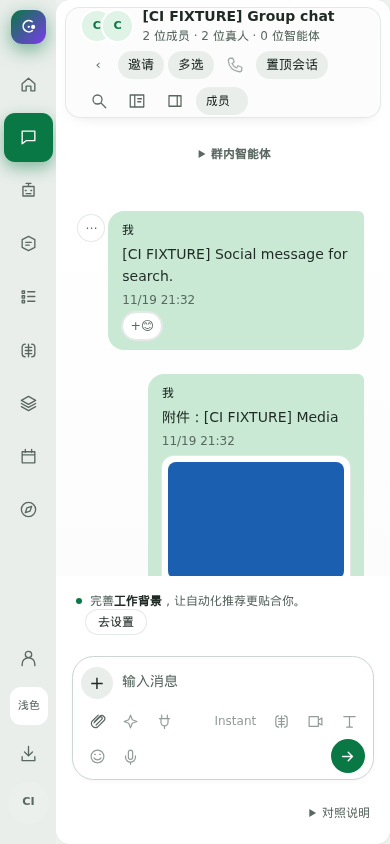 C C [CI FIXTURE] Group chat
2 位成员 · 2 位真人 · 0 位智能体
‹ 邀请 多选 置顶会话
成员
▶ 群内智能体
⋯ 我
[CI FIXTURE] Social message for
search.
11/19 21:32
+😊
我
附件：[CI FIXTURE] Media
11/19 21:32
完善工作背景，让自动化推荐更贴合你。
去设置
+ 输入消息
浅色
Instant
CI
▶ 对照说明